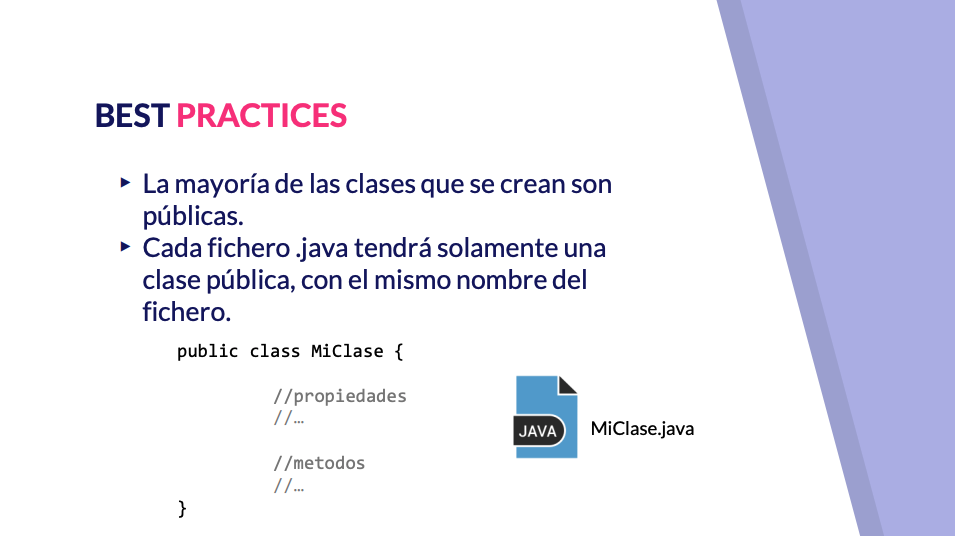 BEST PRACTICES
▸ La mayoría de las clases que se crean son
públicas.
▸ Cada fichero .java tendrá solamente una
clase pública, con el mismo nombre del
fichero.
public class MiClase {
//propiedades
//…
//metodos
//…
}
JAVA
MiClase.java